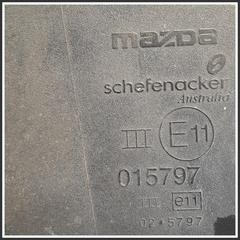 mazda
schefenacker
Australia
III E11
015797
III e11
02•5797